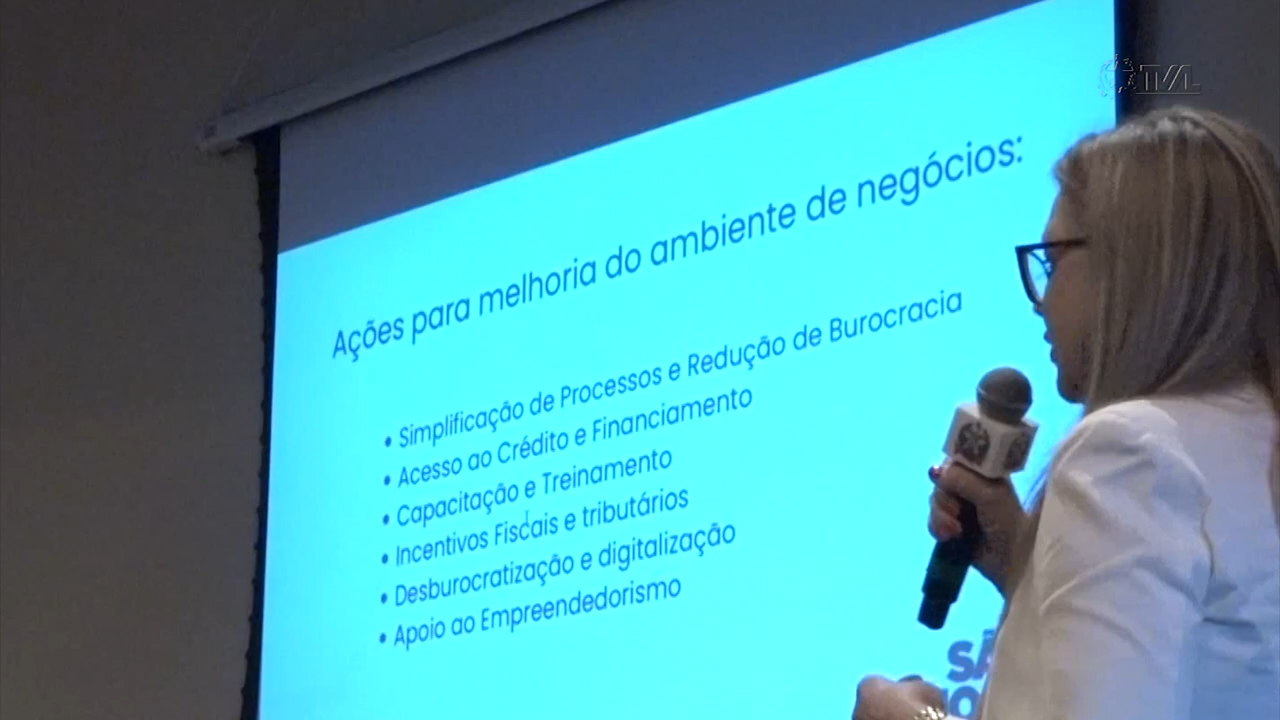 TVAL
Ações para melhoria do ambiente de negócios:
• Simplificação de Processos e Redução de Burocracia
• Acesso ao Crédito e Financiamento
• Capacitação e Treinamento
• Incentivos Fiscais e tributários
• Desburocratização e digitalização
• Apoio ao Empreendedorismo